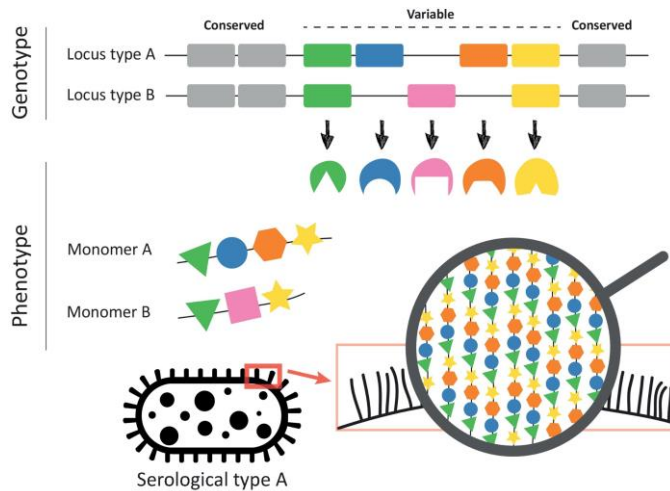 Conserved
Variable
Conserved
Genotype
Locus type A
Locus type B
Phenotype
Monomer A
Monomer B
Serological type A